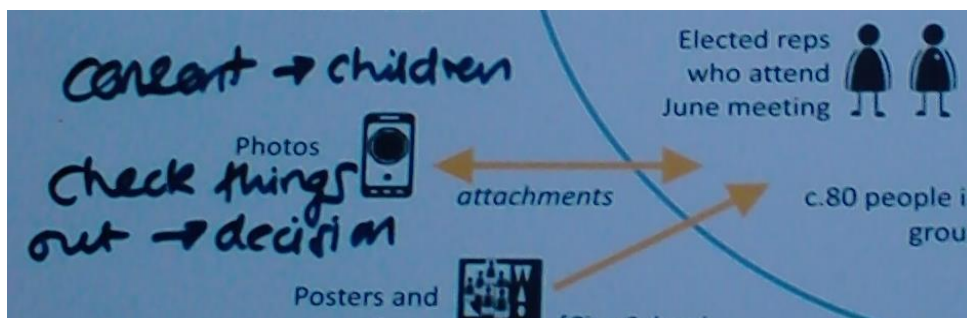 consent → children
Elected reps
who attend
June meeting
Photos
check things
out → decision
attachments
c.80 people i
grou
Posters and